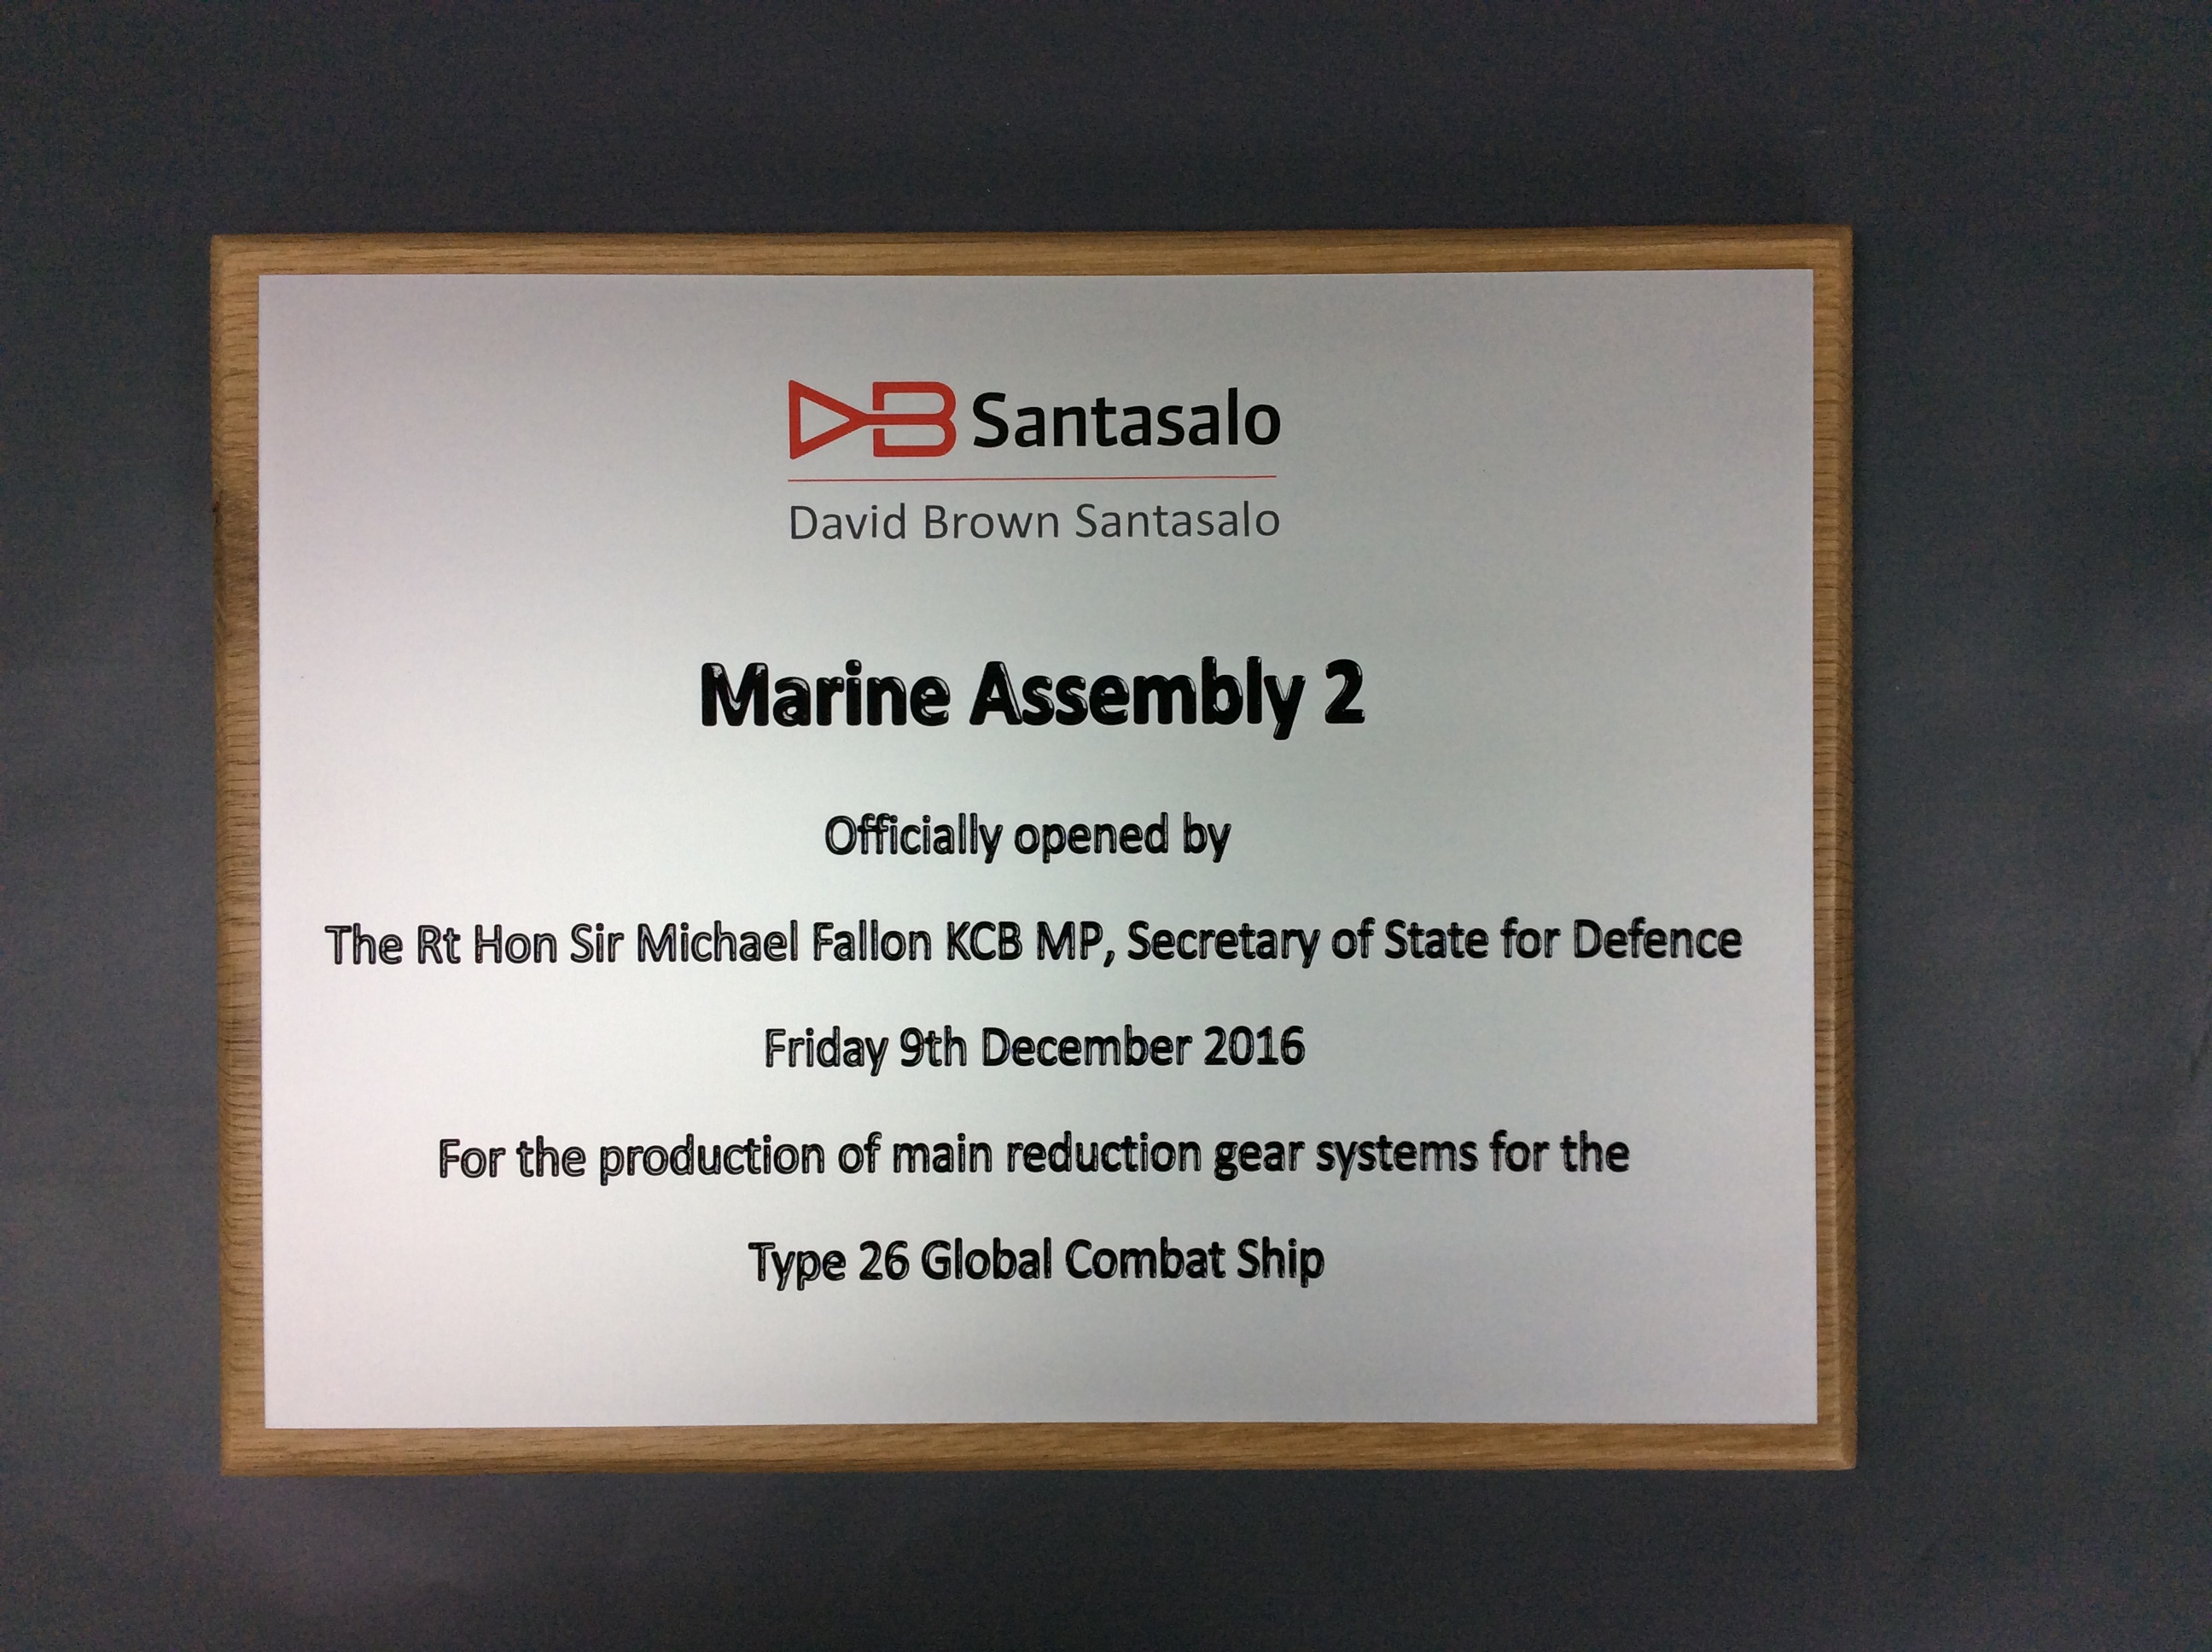 DB Santasalo
David Brown Santasalo
Marine Assembly 2
Officially opened by
The Rt Hon Sir Michael Fallon KCB MP, Secretary of State for Defence
Friday 9th December 2016
For the production of main reduction gear systems for the
Type 26 Global Combat Ship